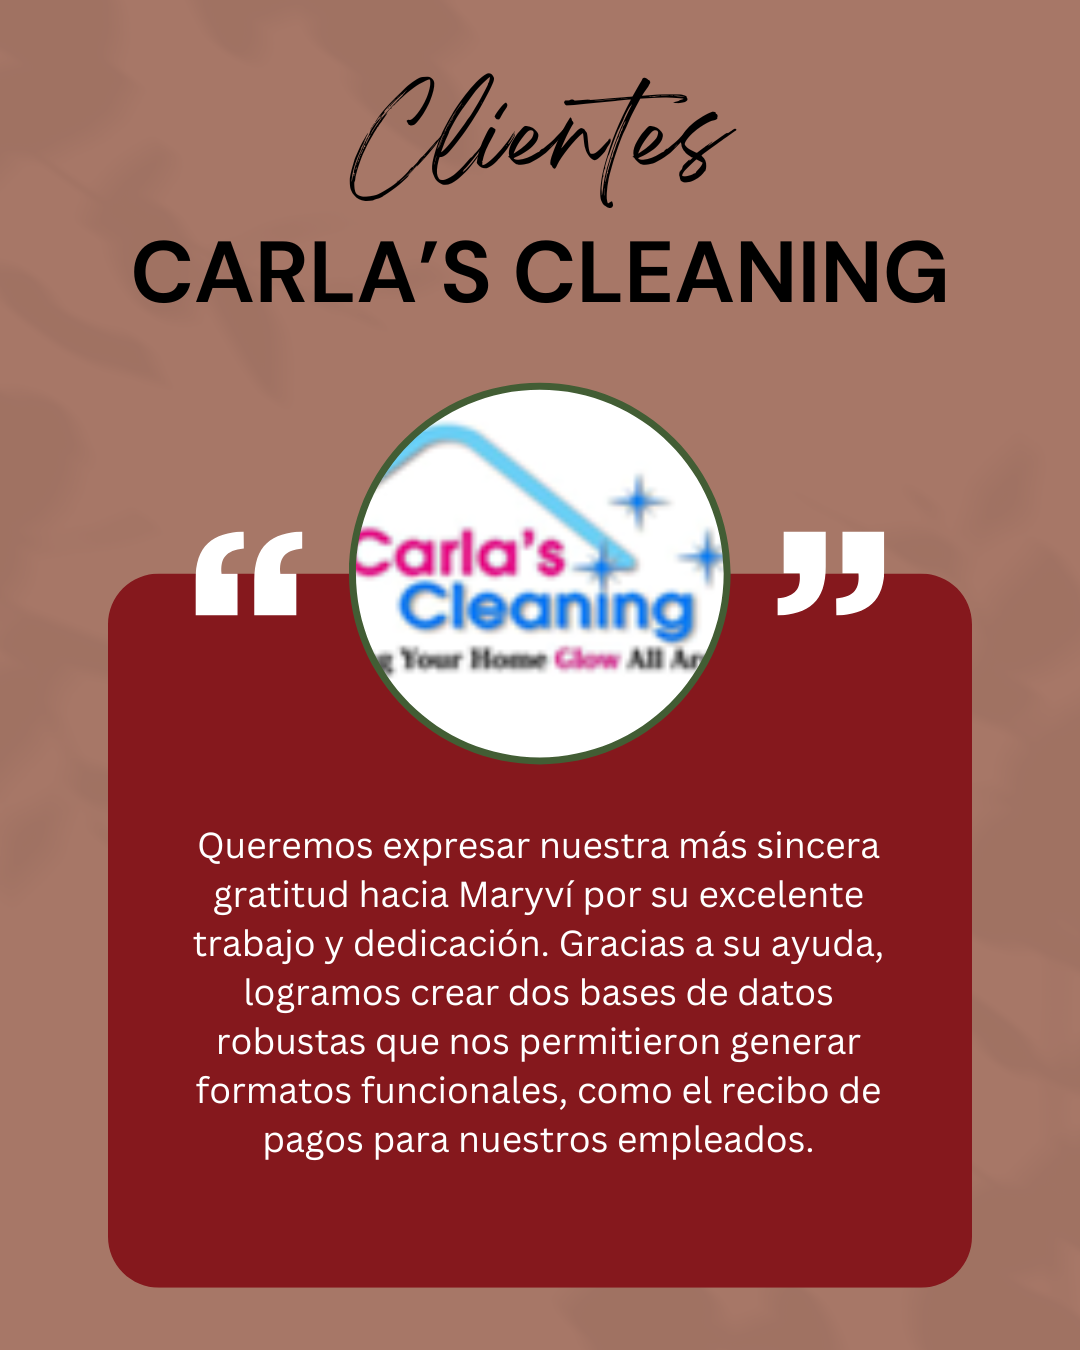 Clientes
CARLA’S CLEANING
“ ”
Carla’s
Cleaning
Your Home Glow All
Queremos expresar nuestra más sincera
gratitud hacia Maryví por su excelente
trabajo y dedicación. Gracias a su ayuda,
logramos crear dos bases de datos
robustas que nos permitieron generar
formatos funcionales, como el recibo de
pagos para nuestros empleados.